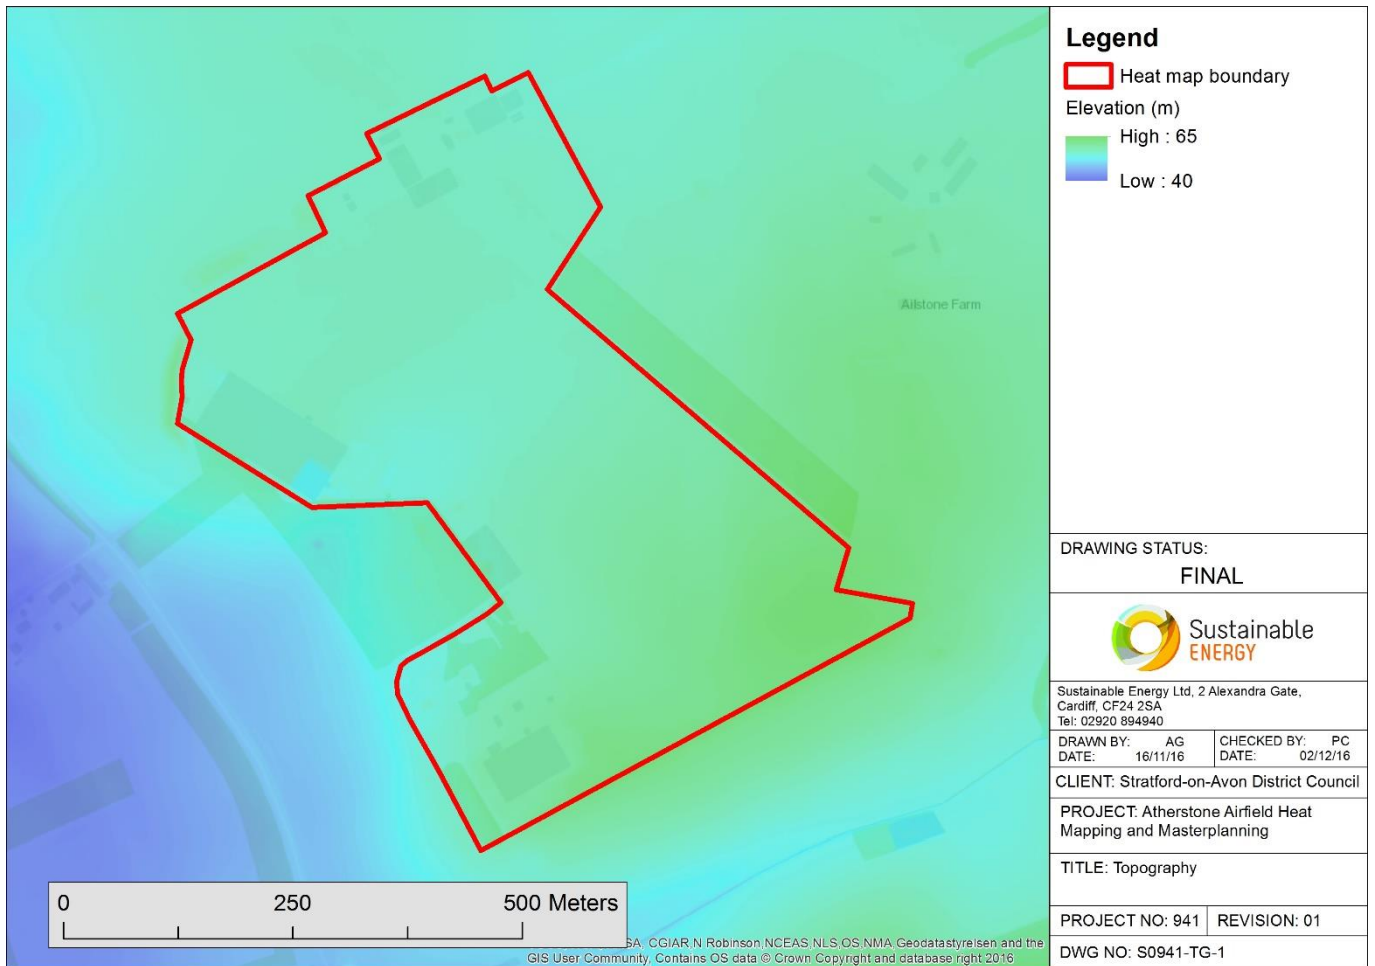 Legend
Heat map boundary
Elevation (m)
High : 65
Low : 40
Ailstone Farm
DRAWING STATUS:
FINAL
Sustainable
ENERGY
Sustainable Energy Ltd, 2 Alexandra Gate,
Cardiff, CF24 2SA
Tel: 02920 894940
DRAWN BY: AG
DATE: 16/11/16
CHECKED BY: PC
DATE: 02/12/16
CLIENT: Stratford-on-Avon District Council
PROJECT: Atherstone Airfield Heat
Mapping and Masterplanning
TITLE: Topography
PROJECT NO: 941
REVISION: 01
DWG NO: S0941-TG-1
0 250 500 Meters
CGIAR,N Robinson,NCEAS,NLS,OS,NMA,Geodatastyrelsen and the
GIS User Community, Contains OS data © Crown Copyright and database right 2016